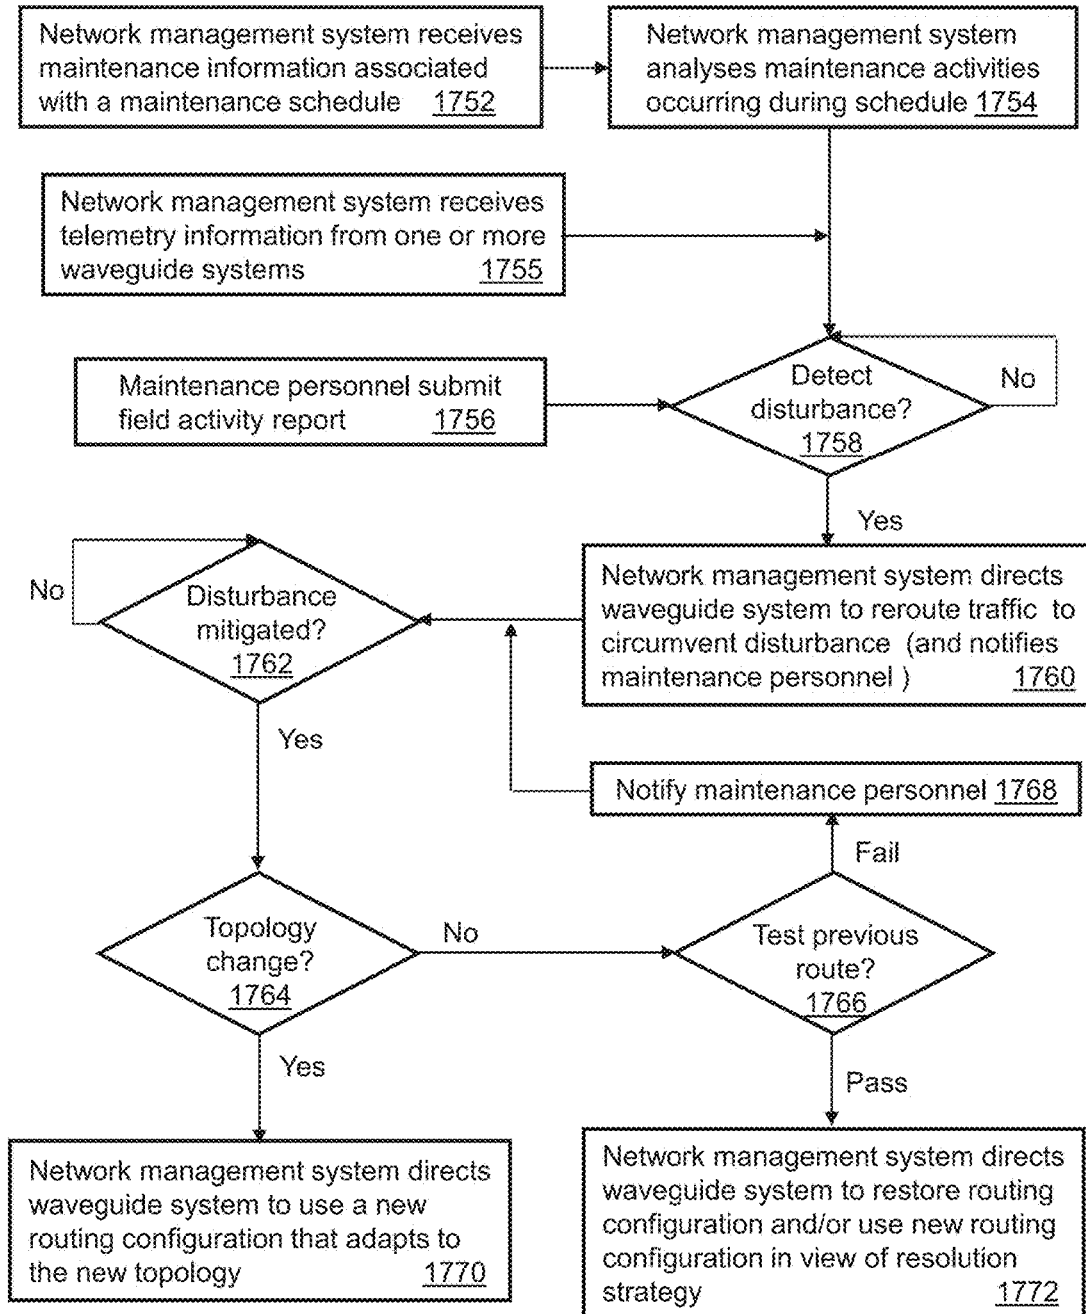 Network management system receives
maintenance information associated
with a maintenance schedule 1752
Network management system
analyses maintenance activities
occurring during schedule 1754
Network management system receives
telemetry information from one or more
waveguide systems 1755
Maintenance personnel submit
field activity report 1756
Detect
disturbance?
1758
No
Yes
Network management system directs
waveguide system to reroute traffic to
circumvent disturbance (and notifies
maintenance personnel ) 1760
No
Disturbance
mitigated?
1762
Yes
Notify maintenance personnel 1768
Fail
Topology
change?
1764
No
Test previous
route?
1766
Yes
Pass
Network management system directs
waveguide system to use a new
routing configuration that adapts to
the new topology 1770
Network management system directs
waveguide system to restore routing
configuration and/or use new routing
configuration in view of resolution
strategy 1772